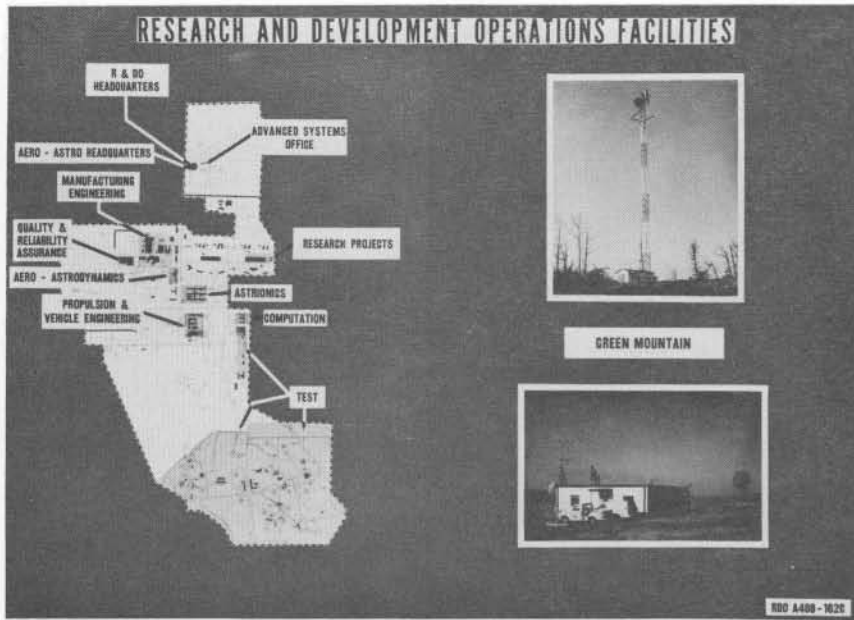 RESEARCH AND DEVELOPMENT OPERATIONS FACILITIES
R & DO
HEADQUARTERS
ADVANCED SYSTEMS
OFFICE
AERO - ASTRO HEADQUARTERS
MANUFACTURING
ENGINEERING
QUALITY &
RELIABILITY
ASSURANCE
RESEARCH PROJECTS
AERO - ASTRODYNAMICS
ASTRIONICS
PROPULSION &
VEHICLE ENGINEERING
COMPUTATION
TEST
GREEN MOUNTAIN
RDO A408-162C